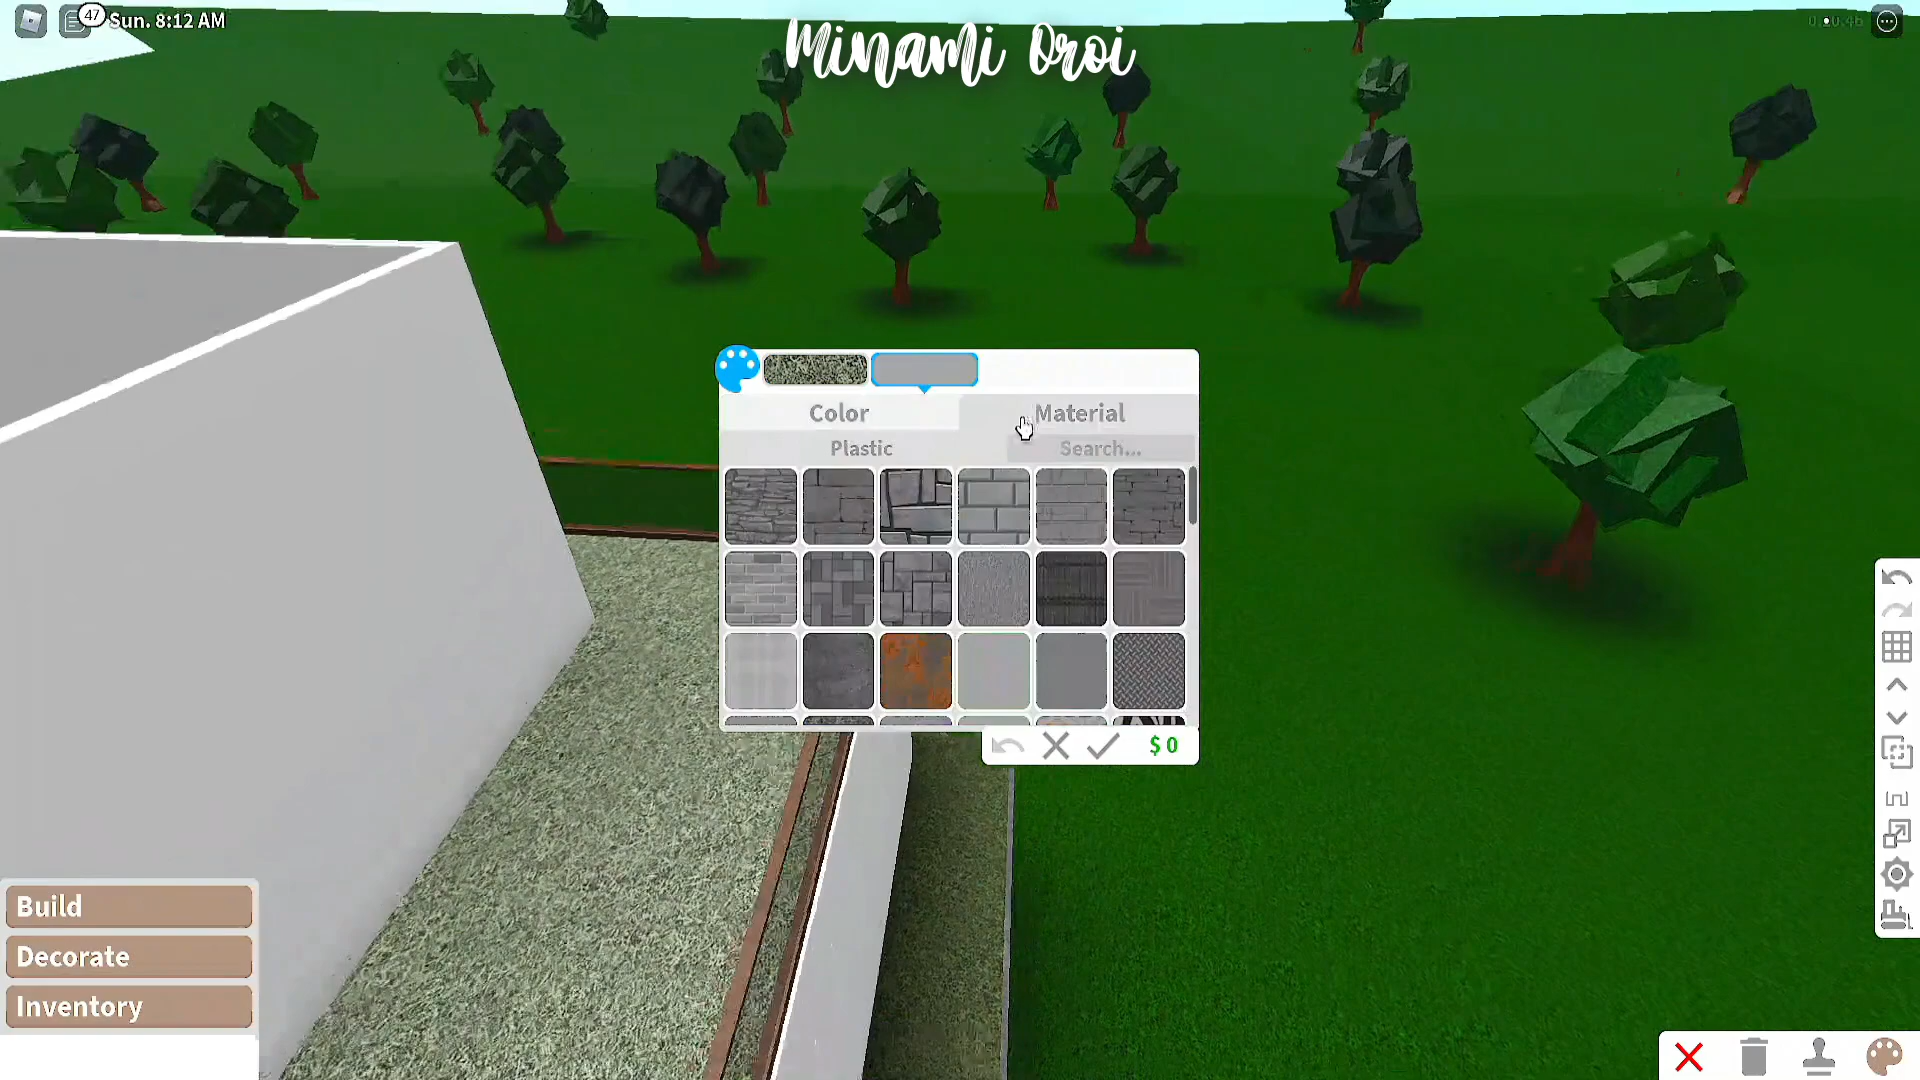 47 Sun. 8:12 AM
Minami Oroi
Color
Material
Plastic
Search...
$ 0
Build
Decorate
Inventory